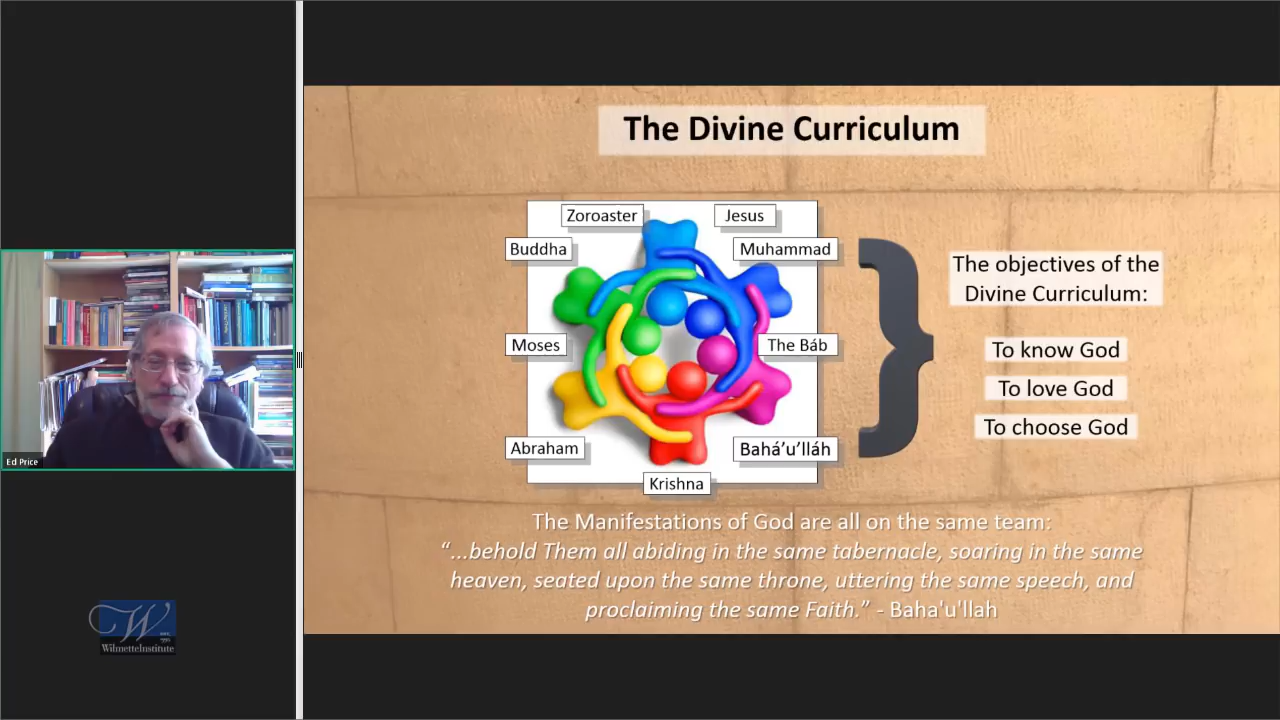 The Divine Curriculum
Zoroaster
Jesus
Buddha
Muhammad
Moses
The Báb
Abraham
Bahá’u’lláh
Krishna
The objectives of the
Divine Curriculum:
To know God
To love God
To choose God
The Manifestations of God are all on the same team:
“...behold Them all abiding in the same tabernacle, soaring in the same
heaven, seated upon the same throne, uttering the same speech, and
proclaiming the same Faith.” - Baha'u'llah
Ed Price
W
WilmetteInstitute